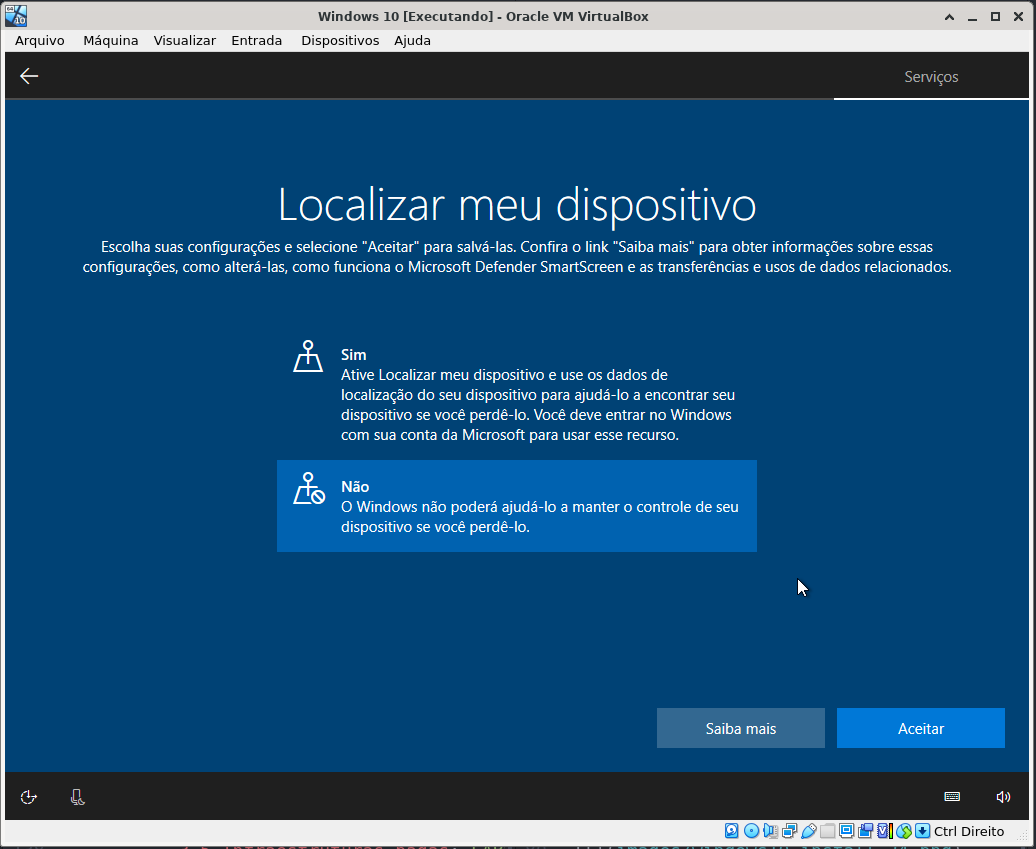 Windows 10 [Executando] - Oracle VM VirtualBox
Arquivo Máquina Visualizar Entrada Dispositivos Ajuda
Serviços
Localizar meu dispositivo
Escolha suas configurações e selecione "Aceitar" para salvá-las. Confira o link "Saiba mais" para obter informações sobre essas
configurações, como alterá-las, como funciona o Microsoft Defender SmartScreen e as transferências e usos de dados relacionados.
Sim
Ative Localizar meu dispositivo e use os dados de
localização do seu dispositivo para ajudá-lo a encontrar seu
dispositivo se você perdê-lo. Você deve entrar no Windows
com sua conta da Microsoft para usar esse recurso.
Não
O Windows não poderá ajudá-lo a manter o controle de seu
dispositivo se você perdê-lo.
Saiba mais Aceitar
Ctrl Direito